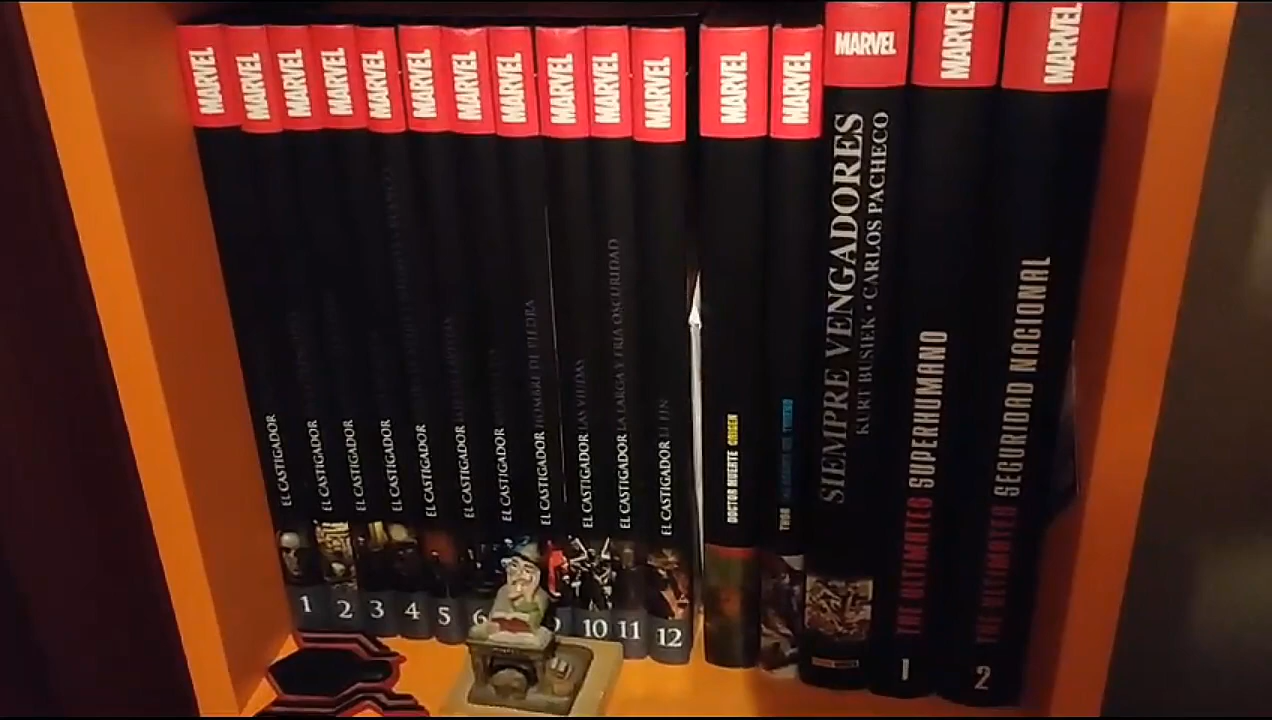 MARVEL
EL CASTIGADOR
1
MARVEL
EL CASTIGADOR
2
MARVEL
EL CASTIGADOR
3
MARVEL
EL CASTIGADOR
4
MARVEL
EL CASTIGADOR
5
MARVEL
EL CASTIGADOR
6
MARVEL
EL CASTIGADOR
MARVEL
EL CASTIGADOR HOMBRE DE PIEDRA
9
MARVEL
EL CASTIGADOR LAS VIUDAS
10
MARVEL
EL CASTIGADOR LA LARGA Y FRIA OSCURIDAD
11
MARVEL
EL CASTIGADOR EL FIN
12
MARVEL
DOCTOR MUERTE ORIGEN
MARVEL
THOR
MARVEL
SIEMPRE VENGADORES
KURT BUSIEK · CARLOS PACHECO
MARVEL
THE ULTIMATES SUPERHUMANO
1
MARVEL
THE ULTIMATES SEGURIDAD NACIONAL
2